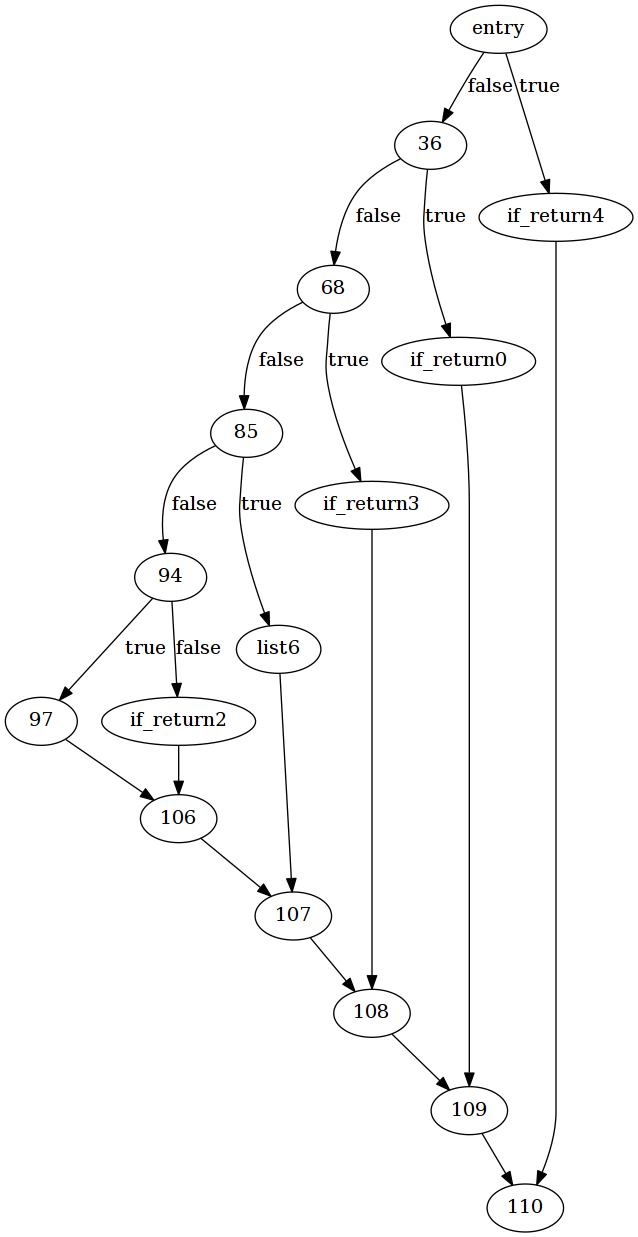 entry
false
true
36
if_return4
false
true
68
if_return0
false
true
85
if_return3
false
true
94
list6
true
false
97
if_return2
106
107
108
109
110